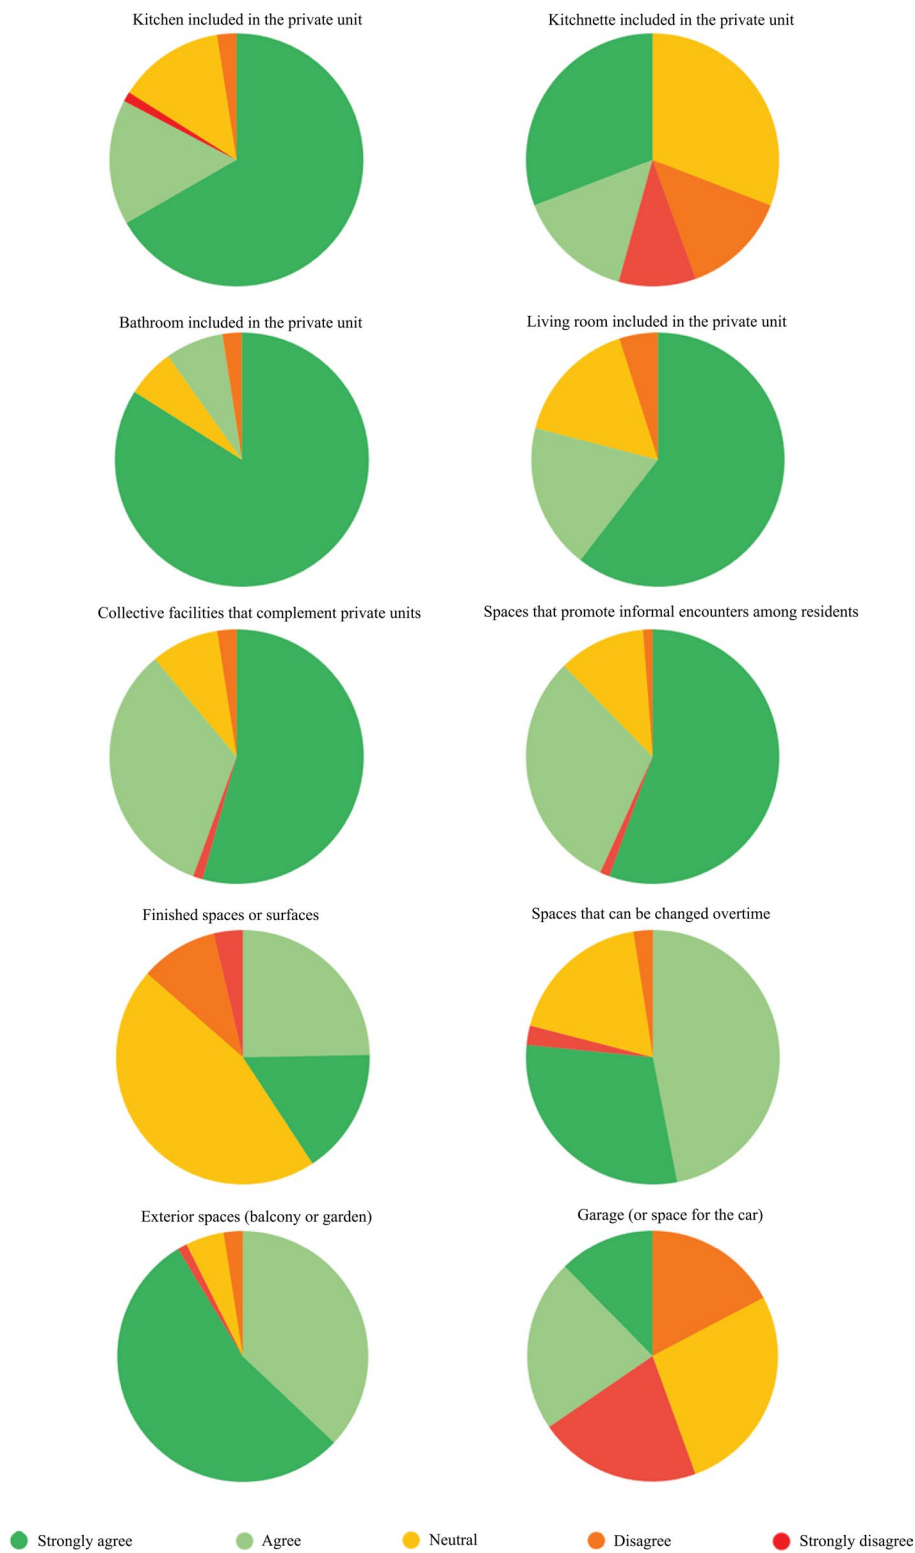 Kitchen included in the private unit
Kitchnette included in the private unit
Bathroom included in the private unit
Living room included in the private unit
Collective facilities that complement private units
Spaces that promote informal encounters among residents
Finished spaces or surfaces
Spaces that can be changed overtime
Exterior spaces (balcony or garden)
Garage (or space for the car)
Strongly agree
Agree
Neutral
Disagree
Strongly disagree